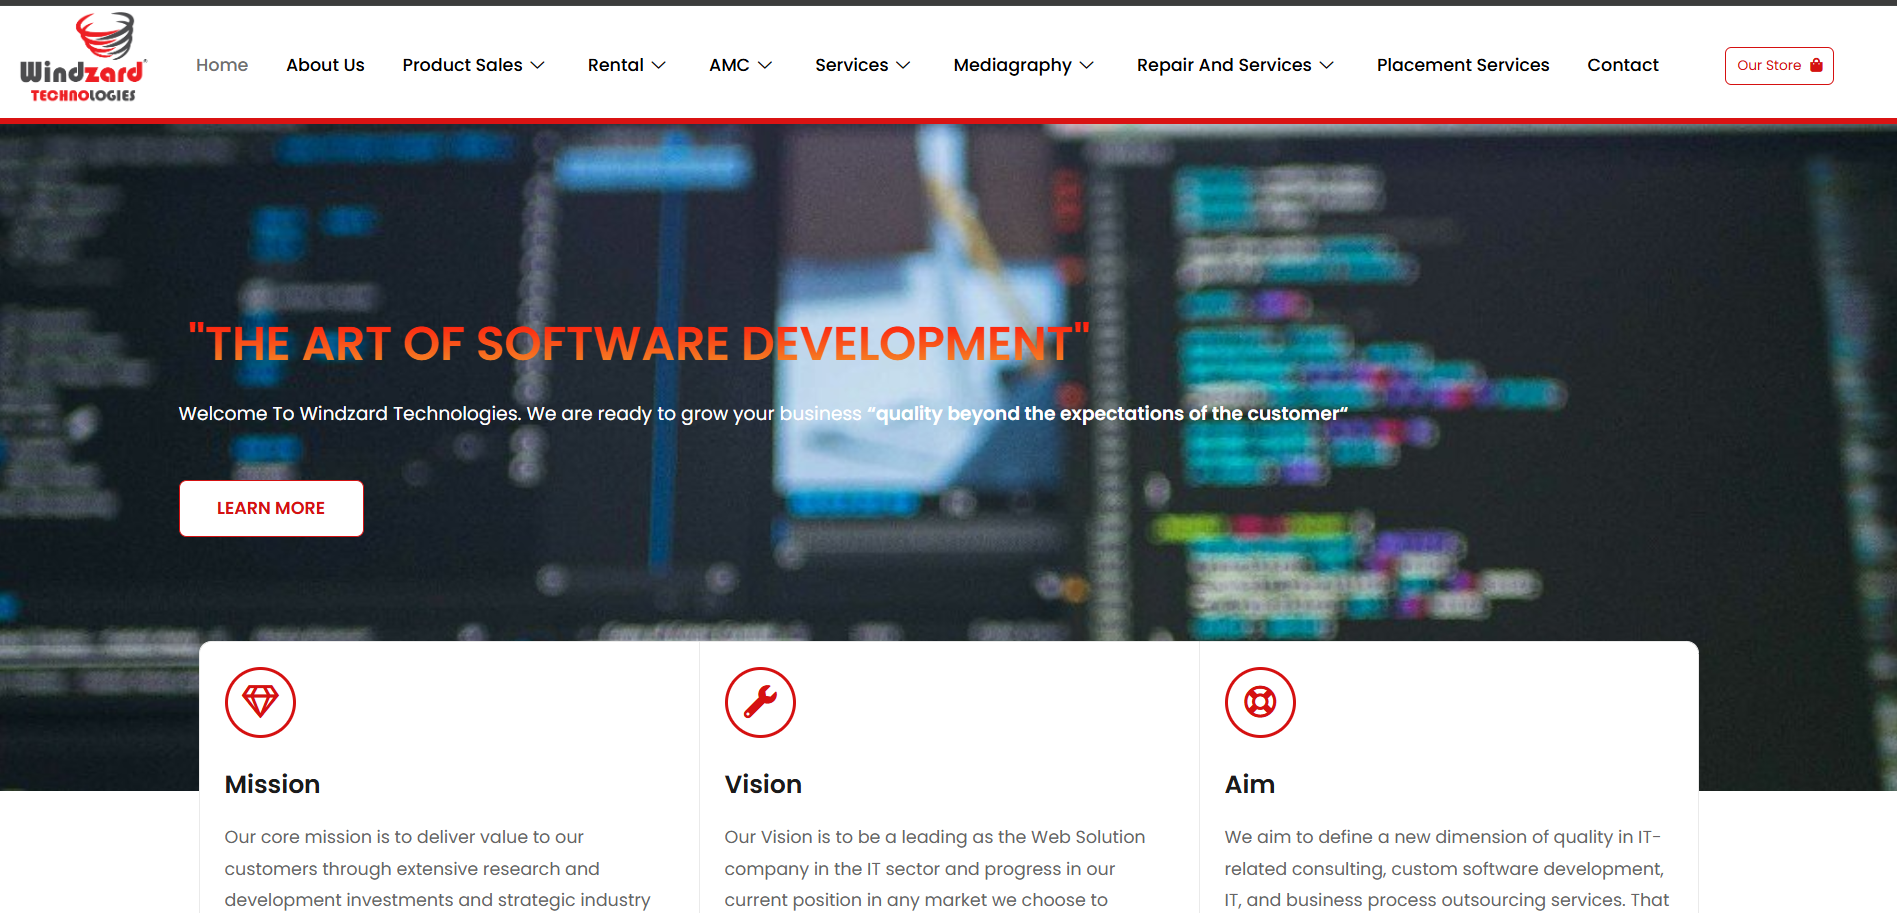 Windzard
TECHNOLOGIES
Home About Us Product Sales Rental AMC Services Mediagraphy Repair And Services Placement Services Contact Our Store
"THE ART OF SOFTWARE DEVELOPMENT"
Welcome To Windzard Technologies. We are ready to grow your business “quality beyond the expectations of the customer“
LEARN MORE
Mission
Our core mission is to deliver value to our
customers through extensive research and
development investments and strategic industry
Vision
Our Vision is to be a leading as the Web Solution
company in the IT sector and progress in our
current position in any market we choose to
Aim
We aim to define a new dimension of quality in IT-
related consulting, custom software development,
IT, and business process outsourcing services. That